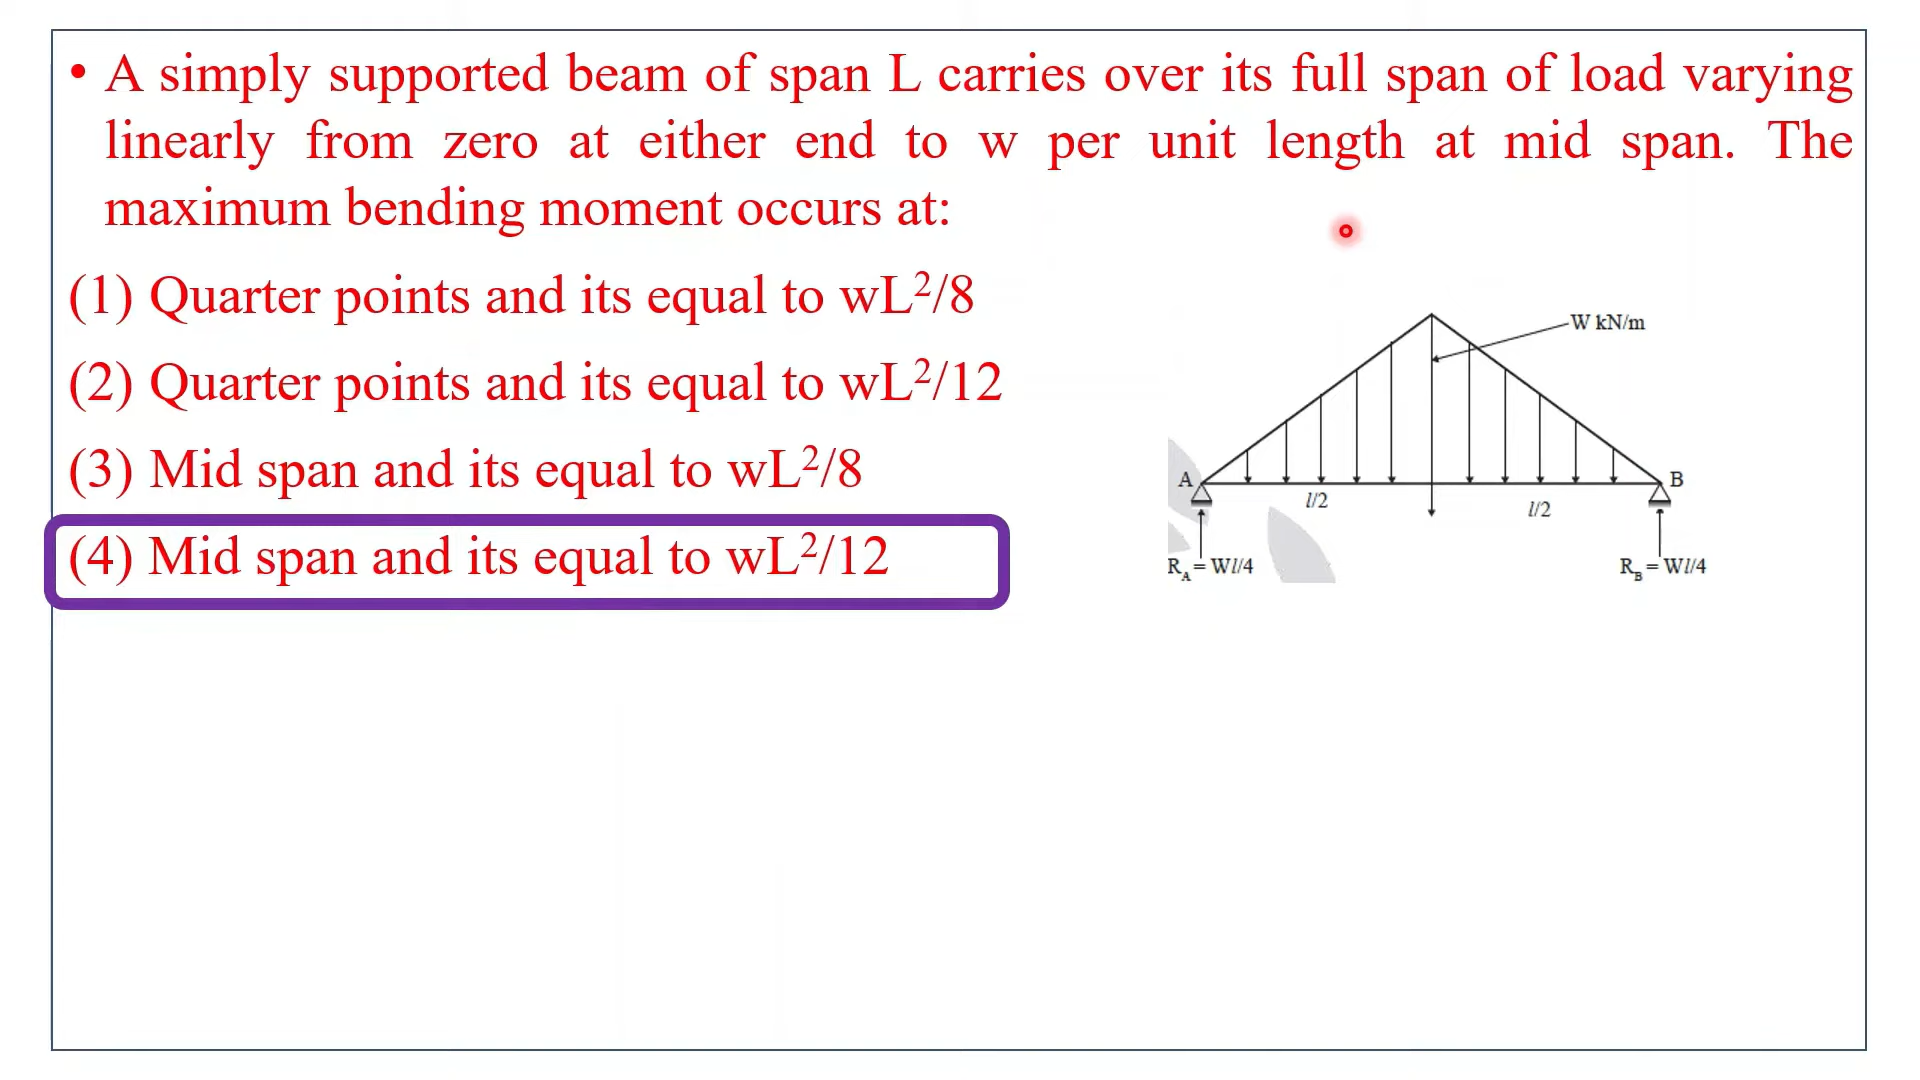 • A simply supported beam of span L carries over its full span of load varying
linearly from zero at either end to w per unit length at mid span. The
maximum bending moment occurs at:
(1) Quarter points and its equal to wL²/8
(2) Quarter points and its equal to wL²/12
(3) Mid span and its equal to wL²/8
(4) Mid span and its equal to wL²/12
W kN/m
A
B
l/2
l/2
R_A = Wl/4
R_B = Wl/4